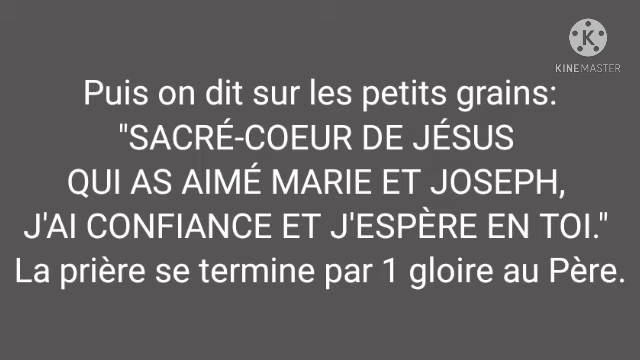 KINEMASTER
Puis on dit sur les petits grains:
"SACRÉ-COEUR DE JÉSUS
QUI AS AIMÉ MARIE ET JOSEPH,
J'AI CONFIANCE ET J'ESPÈRE EN TOI."
La prière se termine par 1 gloire au Père.